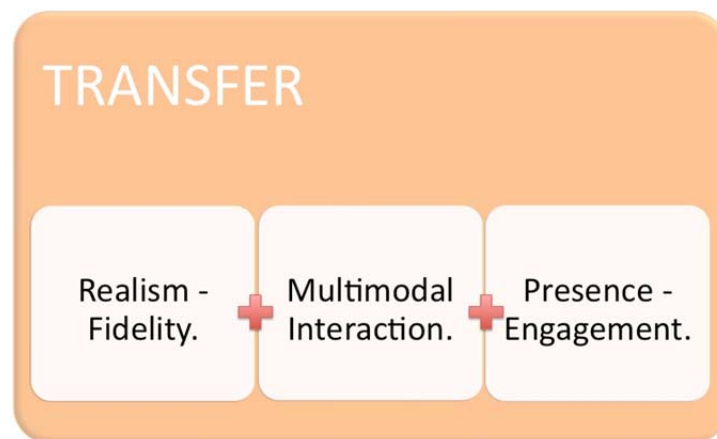 TRANSFER
Realism -
Fidelity.
Multimodal
Interaction.
Presence -
Engagement.